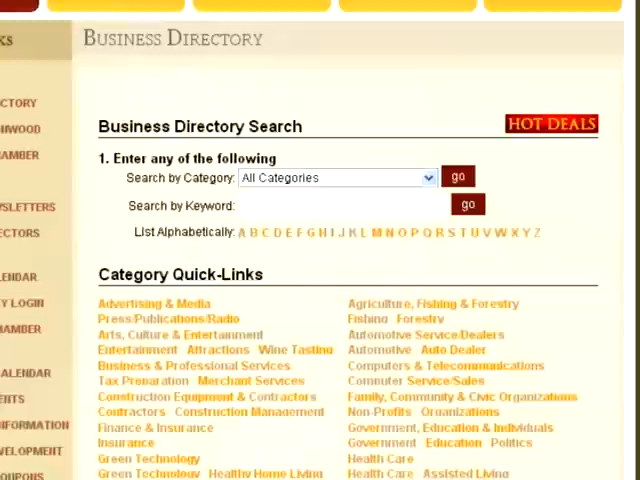 KS
BUSINESS DIRECTORY
CTORY
Business Directory Search
HOT DEALS
AMBER
1. Enter any of the following
Search by Category: All Categories go
Search by Keyword: go
List Alphabetically: A B C D E F G H I J K L M N O P Q R S T U V W X Y Z
SLETTERS
ECTORS
Category Quick-Links
ENDAR
Y LOGIN
AMBER
ALENDAR
ENTS
NFORMATION
VELOPMENT
OUPONS
Advertising & Media
Press/Publications/Radio
Arts, Culture & Entertainment
Entertainment Attractions Wine Tasting
Business & Professional Services
Tax Preparation Merchant Services
Construction Equipment & Contractors
Contractors Construction Management
Finance & Insurance
Insurance
Green Technology
Green Technology Healthy Home Living
Agriculture, Fishing & Forestry
Fishing Forestry
Automotive Service/Dealers
Automotive Auto Dealer
Computers & Telecommunications
Computer Service/Sales
Family, Community & Civic Organizations
Non-Profits Organizations
Government, Education & Individuals
Government Education Politics
Health Care
Health Care Assisted Living